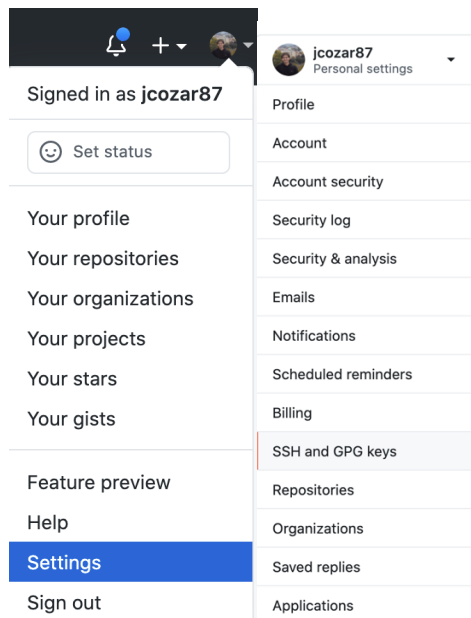 Signed in as jcozar87
Set status
Your profile
Your repositories
Your organizations
Your projects
Your stars
Your gists
Feature preview
Help
Settings
Sign out
jcozar87
Personal settings
Profile
Account
Account security
Security log
Security & analysis
Emails
Notifications
Scheduled reminders
Billing
SSH and GPG keys
Repositories
Organizations
Saved replies
Applications